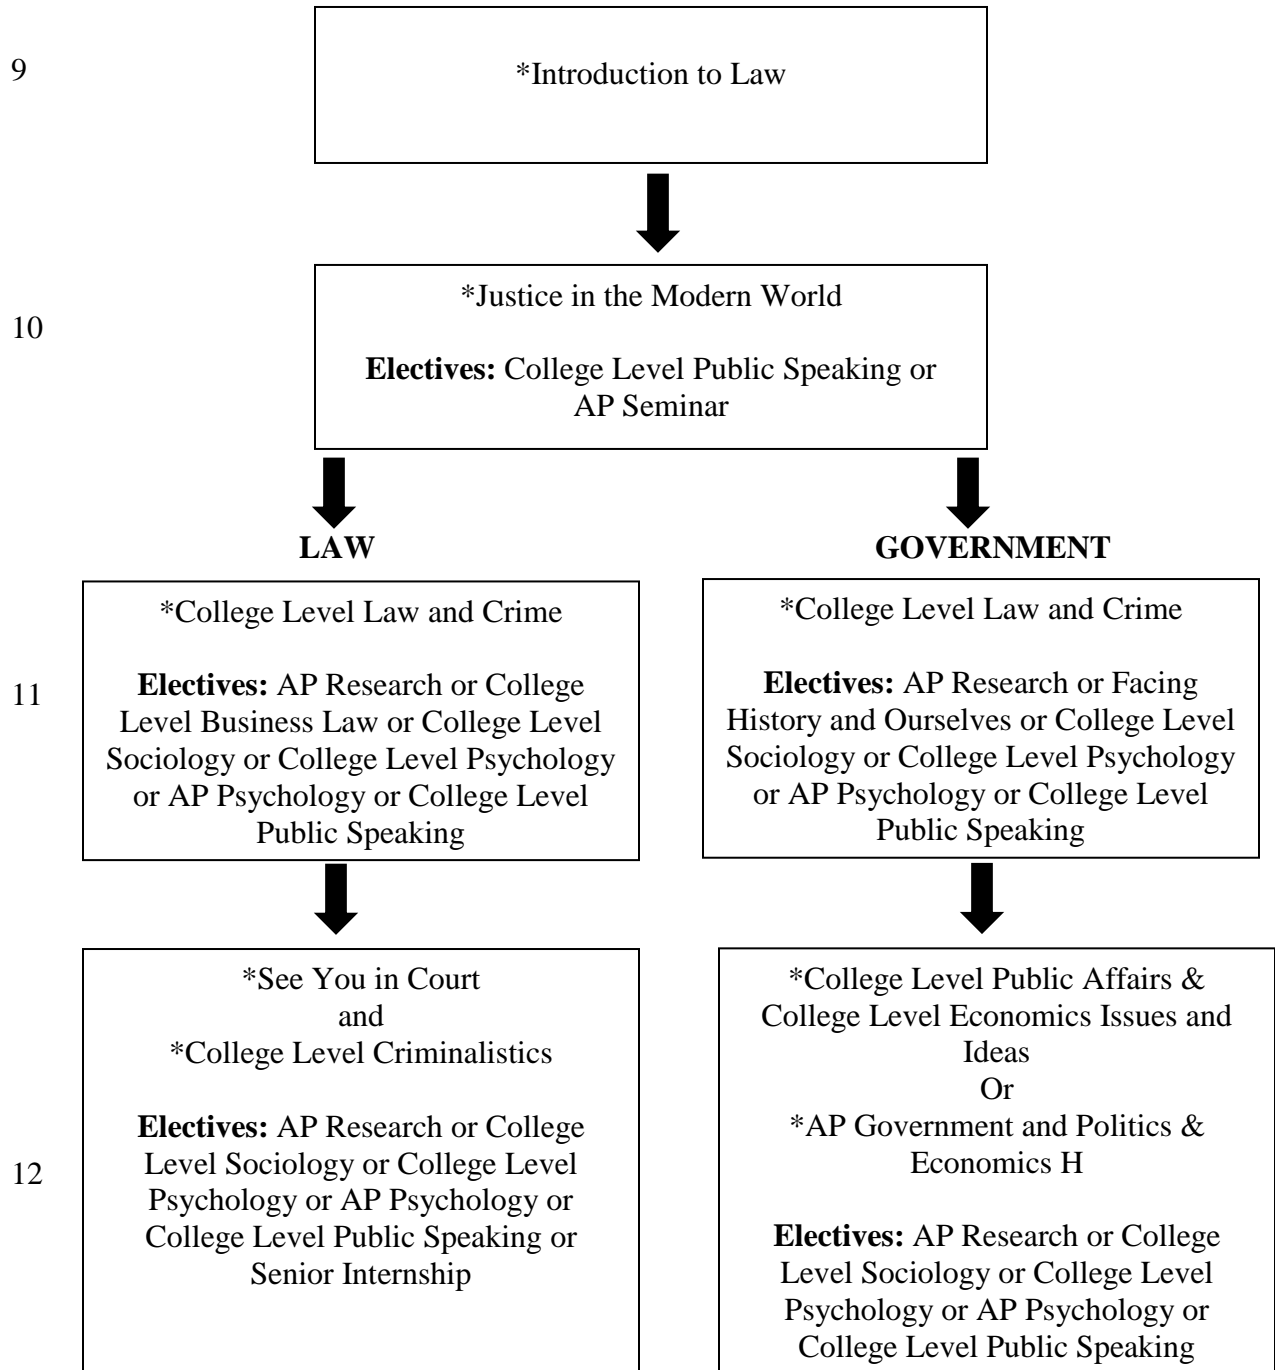 9
*Introduction to Law
10
*Justice in the Modern World
Electives: College Level Public Speaking or
AP Seminar
LAW
GOVERNMENT
11
*College Level Law and Crime
Electives: AP Research or College
Level Business Law or College Level
Sociology or College Level Psychology
or AP Psychology or College Level
Public Speaking
*College Level Law and Crime
Electives: AP Research or Facing
History and Ourselves or College Level
Sociology or College Level Psychology
or AP Psychology or College Level
Public Speaking
12
*See You in Court
and
*College Level Criminalistics
Electives: AP Research or College
Level Sociology or College Level
Psychology or AP Psychology or
College Level Public Speaking or
Senior Internship
*College Level Public Affairs &
College Level Economics Issues and
Ideas
Or
*AP Government and Politics &
Economics H
Electives: AP Research or College
Level Sociology or College Level
Psychology or AP Psychology or
College Level Public Speaking